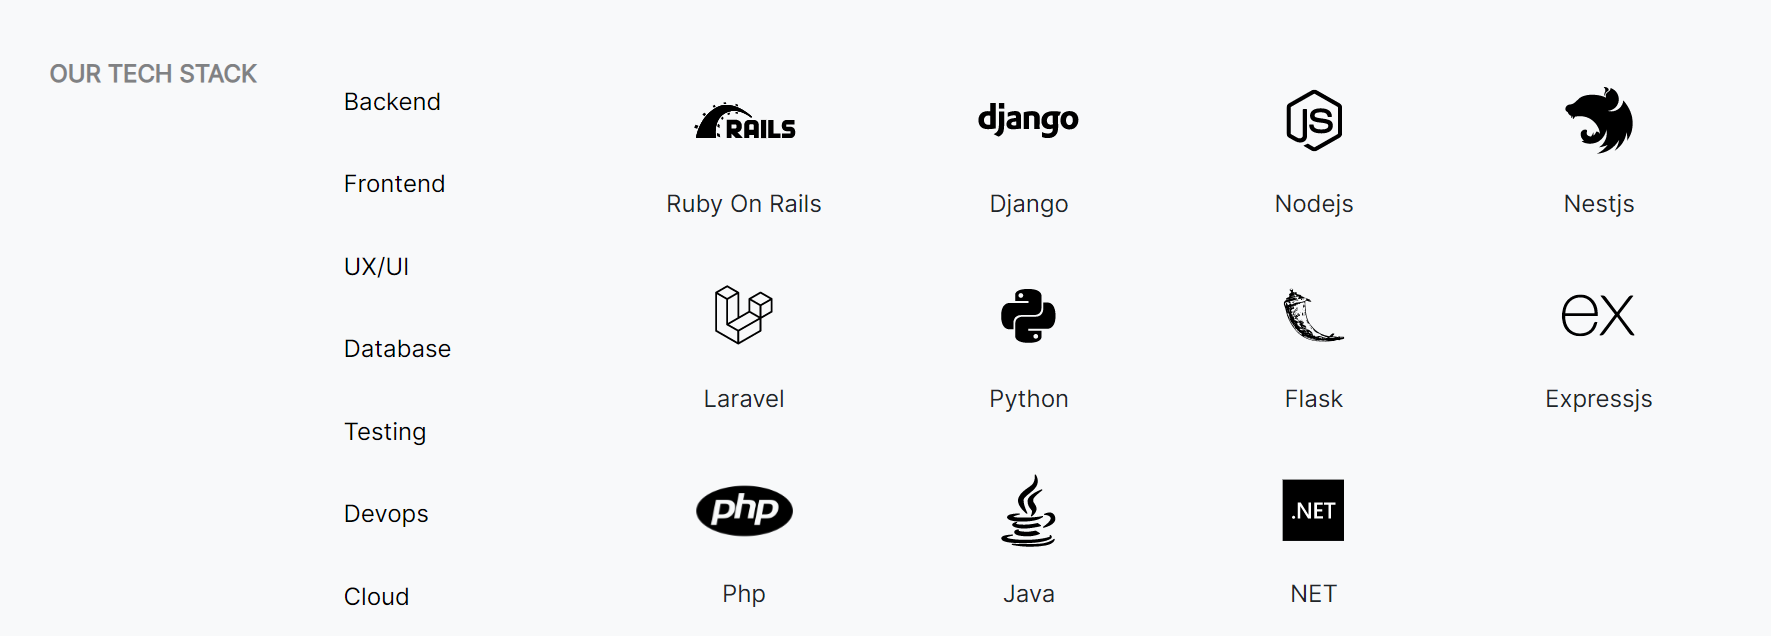 OUR TECH STACK
Backend
Frontend
UX/UI
Database
Testing
Devops
Cloud
RAILS
django
JS
Ruby On Rails
Django
Nodejs
Nestjs
ex
Laravel
Python
Flask
Expressjs
php
.NET
Php
Java
NET